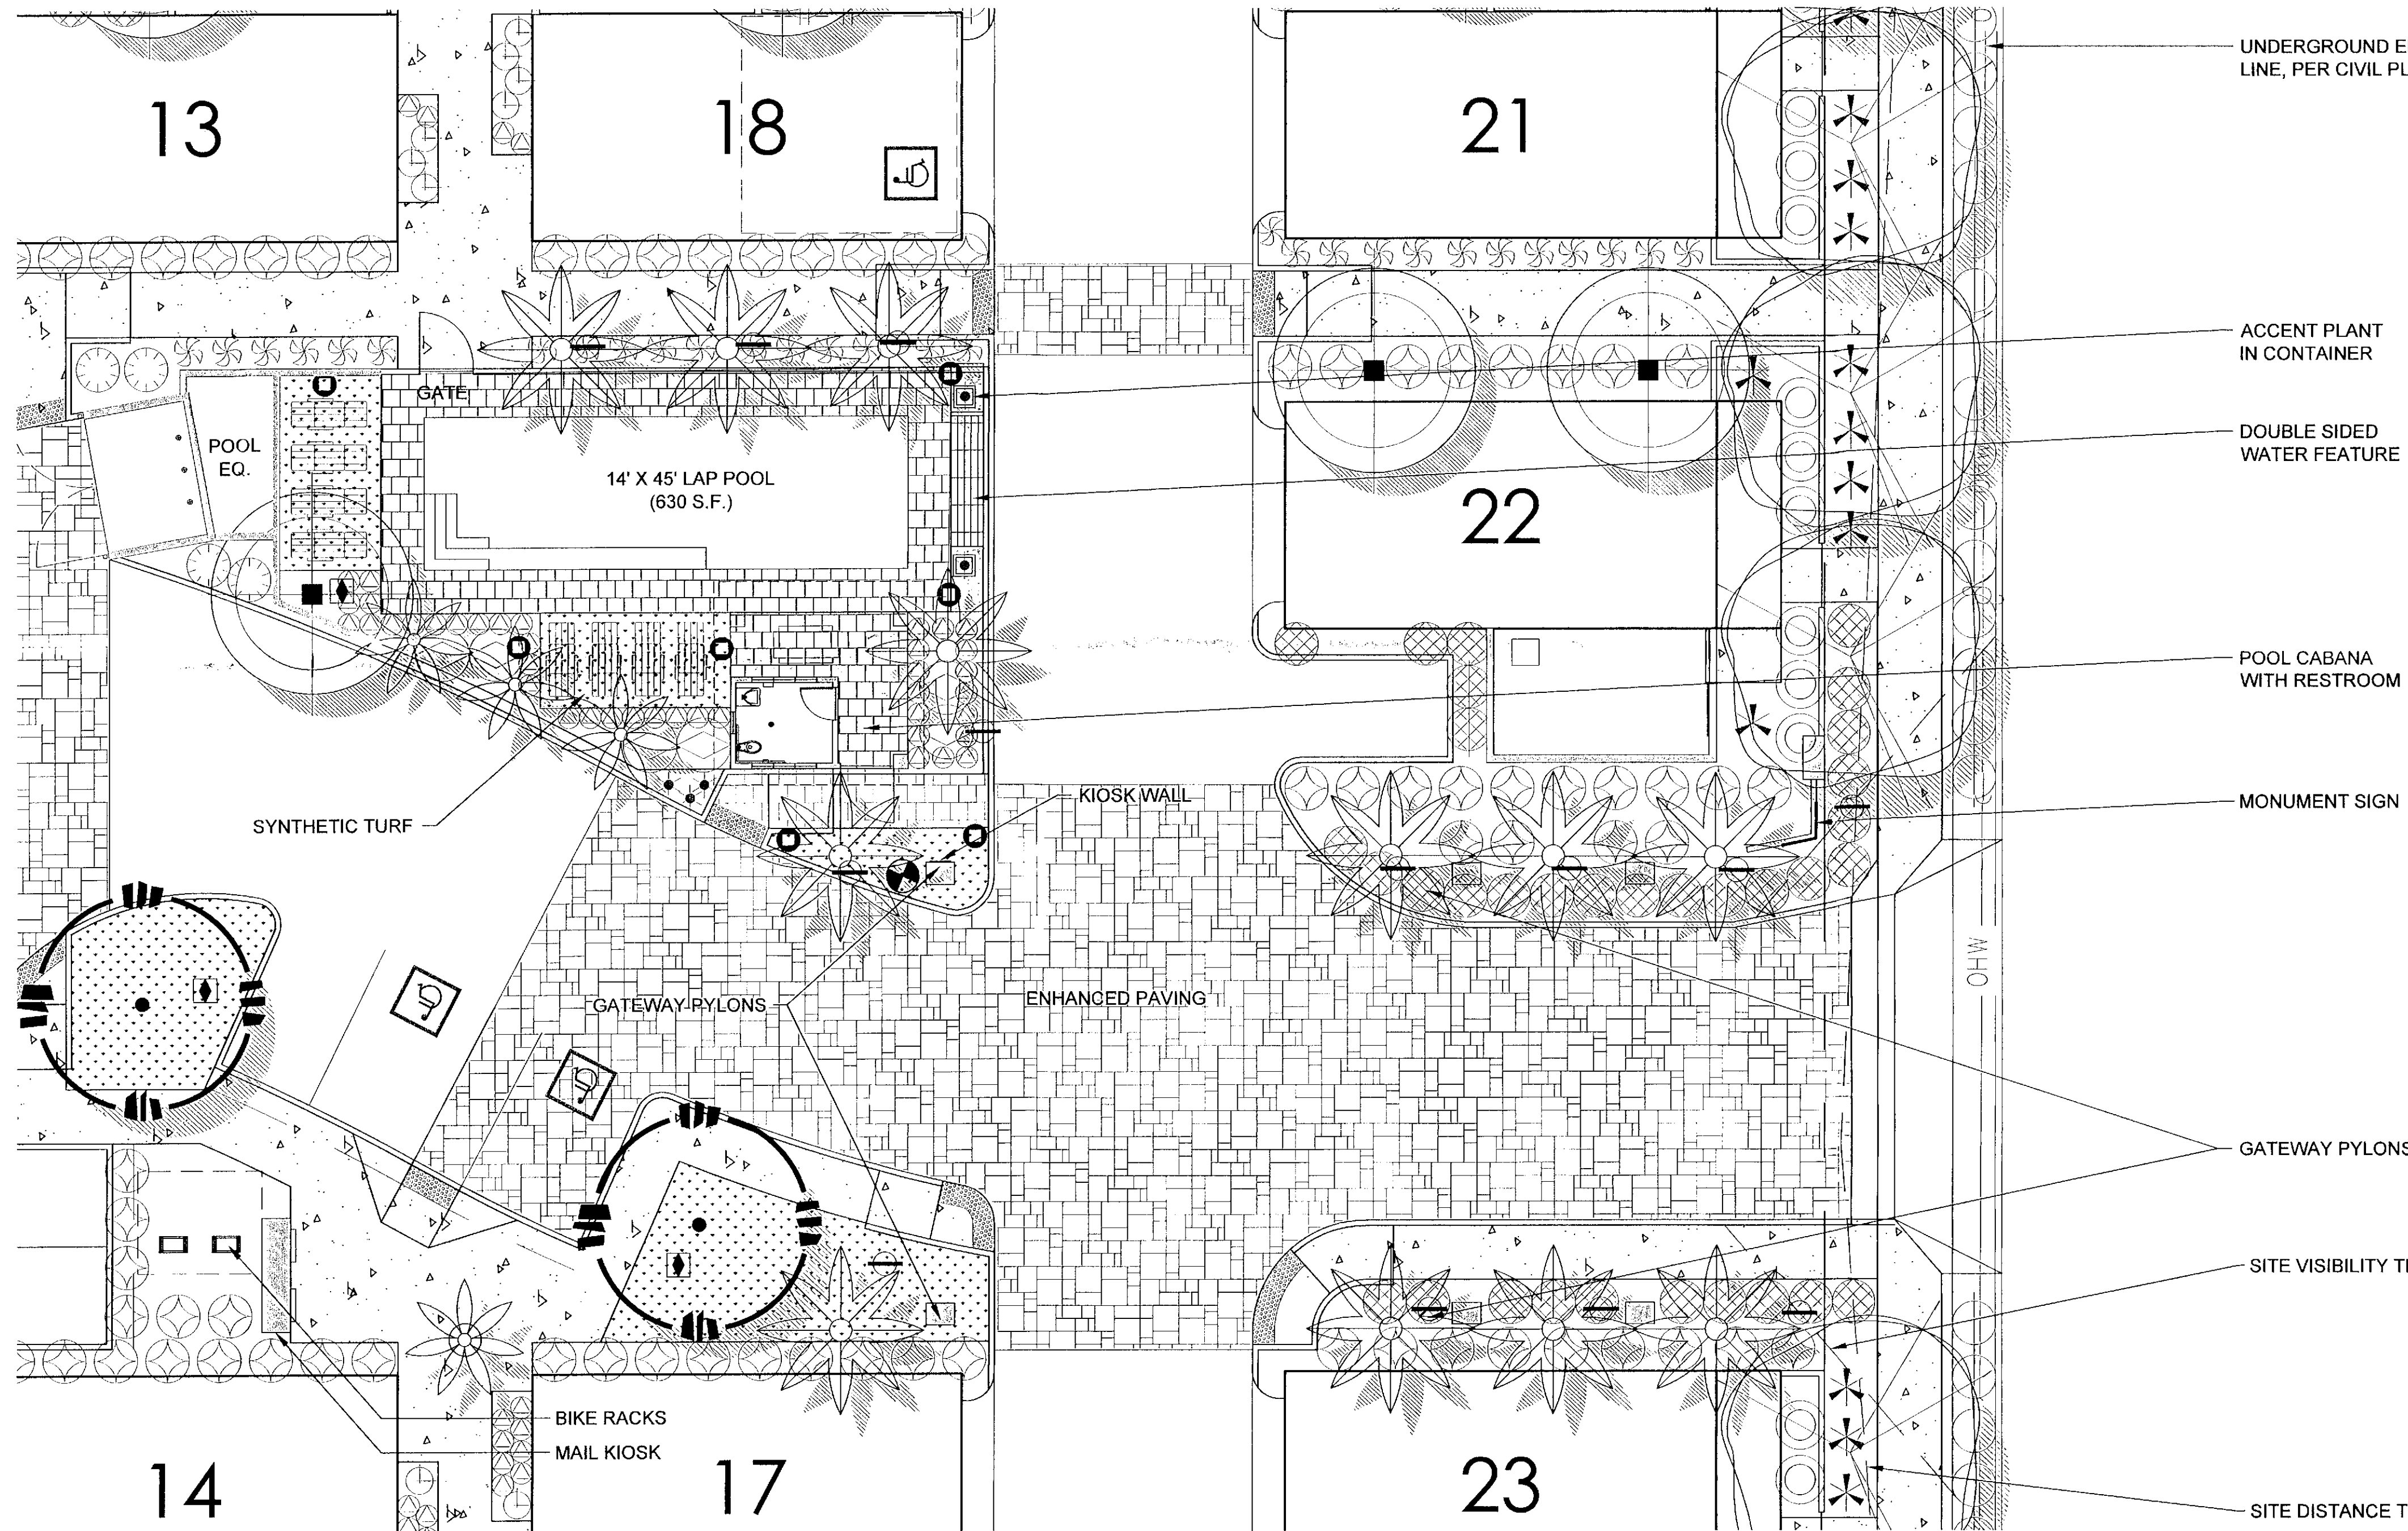 UNDERGROUND E
LINE, PER CIVIL PL
13
18
21
ACCENT PLANT
IN CONTAINER
GATE
POOL
EQ.
14' X 45' LAP POOL
(630 S.F.)
DOUBLE SIDED
WATER FEATURE
22
POOL CABANA
WITH RESTROOM
KIOSK WALL
MONUMENT SIGN
SYNTHETIC TURF
OHW
GATEWAY PYLONS
ENHANCED PAVING
GATEWAY PYLONS
SITE VISIBILITY T
BIKE RACKS
MAIL KIOSK
14
17
23
SITE DISTANCE T